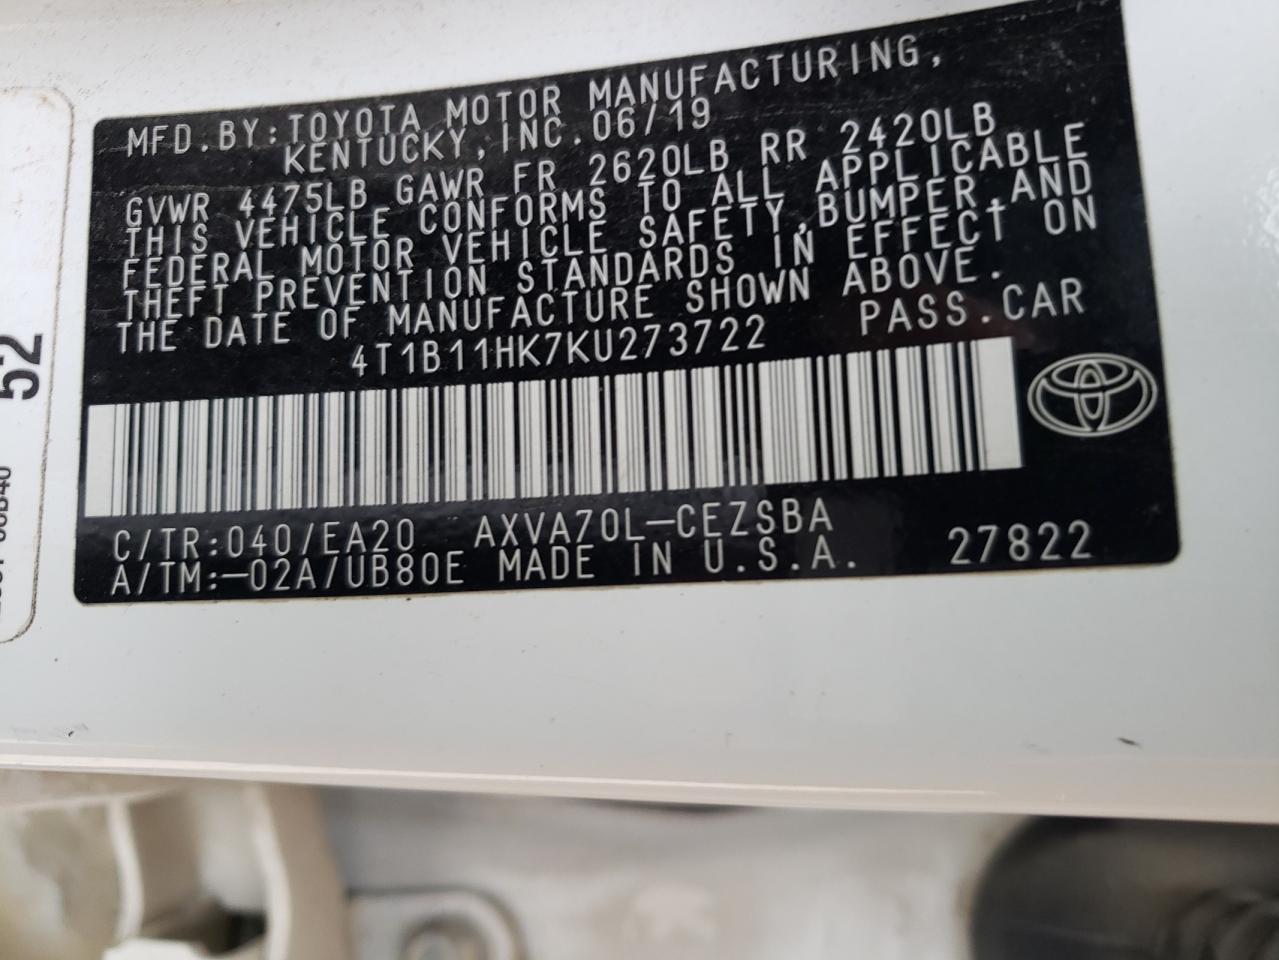 MFD.BY:TOYOTA MOTOR MANUFACTURING,
KENTUCKY,INC.06/19
GVWR 4475LB GAWR FR 2620LB RR 2420LB
THIS VEHICLE CONFORMS TO ALL APPLICABLE
FEDERAL MOTOR VEHICLE SAFETY,BUMPER,AND
THEFT PREVENTION STANDARDS IN EFFECT ON
THE DATE OF MANUFACTURE SHOWN ABOVE.
4T1B11HK7KU273722 PASS.CAR
C/TR:040/EA20 AXVA70L-CEZSBA
A/TM:-02A/UB80E MADE IN U.S.A. 27822
52